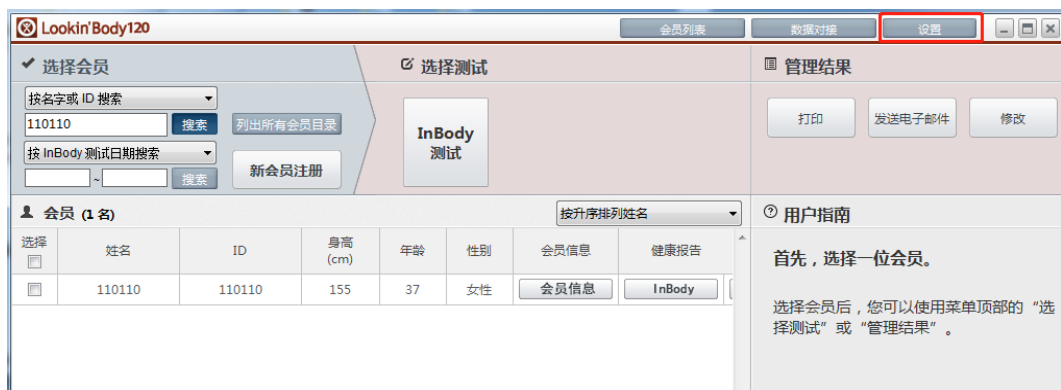 Lookin'Body120
会员列表
数据对接
设置
选择会员
选择测试
管理结果
按名字或 ID 搜索
110110
搜索
列出所有会员目录
按 InBody 测试日期搜索
~
搜索
新会员注册
InBody
测试
打印
发送电子邮件
修改
会员 (1 名)
按升序排列姓名
用户指南
选择
姓名
ID
身高
(cm)
年龄
性别
会员信息
健康报告
110110
110110
155
37
女性
会员信息
InBody
首先，选择一位会员。
选择会员后，您可以使用菜单顶部的“选
择测试”或“管理结果”。